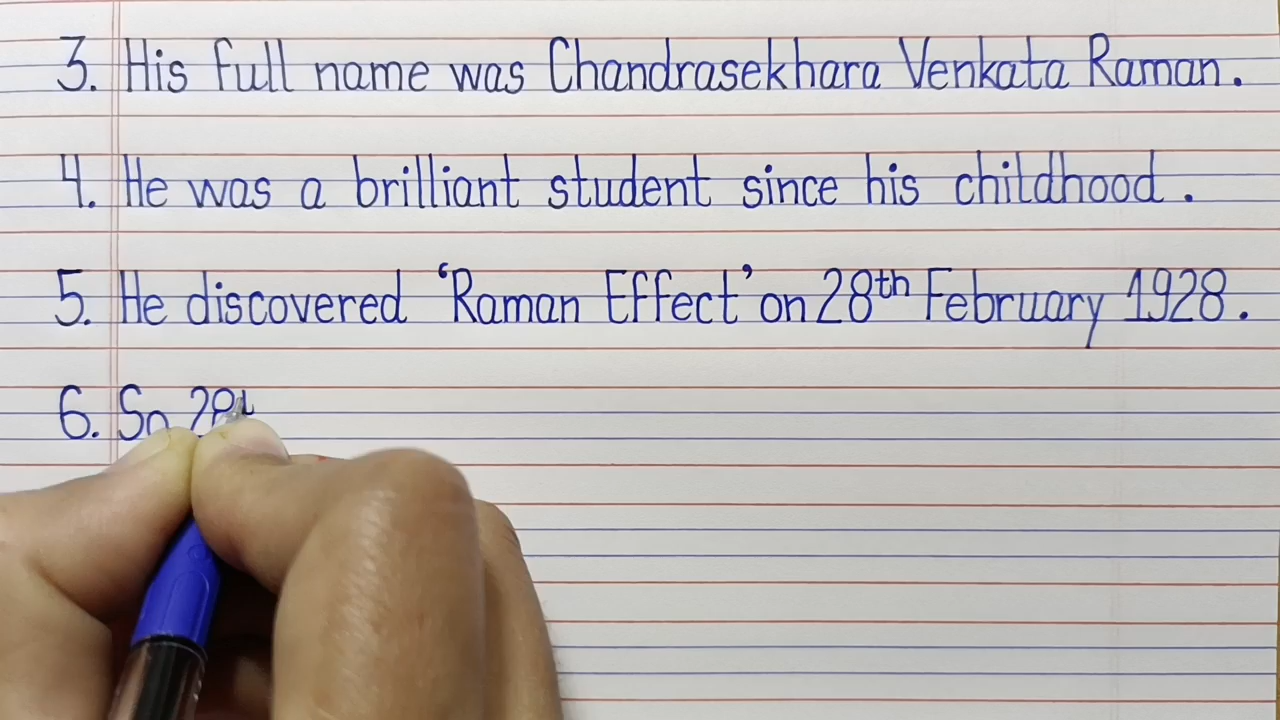 3. His full name was Chandrasekhara Venkata Raman.
4. He was a brilliant student since his childhood.
5. He discovered ‘Raman Effect’ on 28th February 1928.
6. So 28